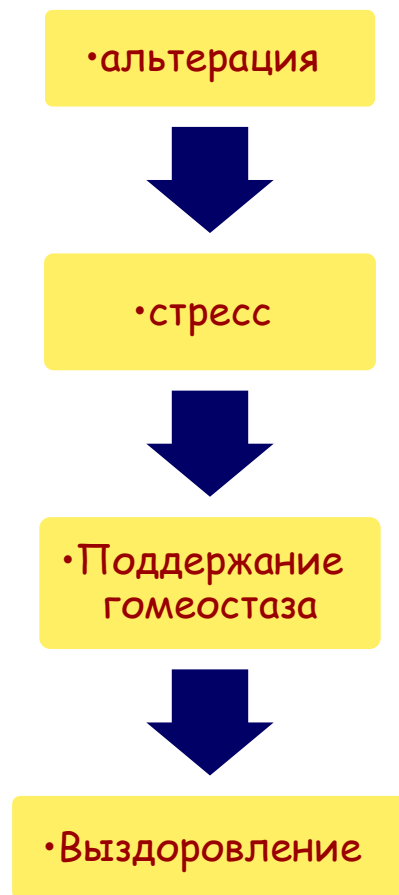 •альтерация
•стресс
•Поддержание
гомеостаза
•Выздоровление